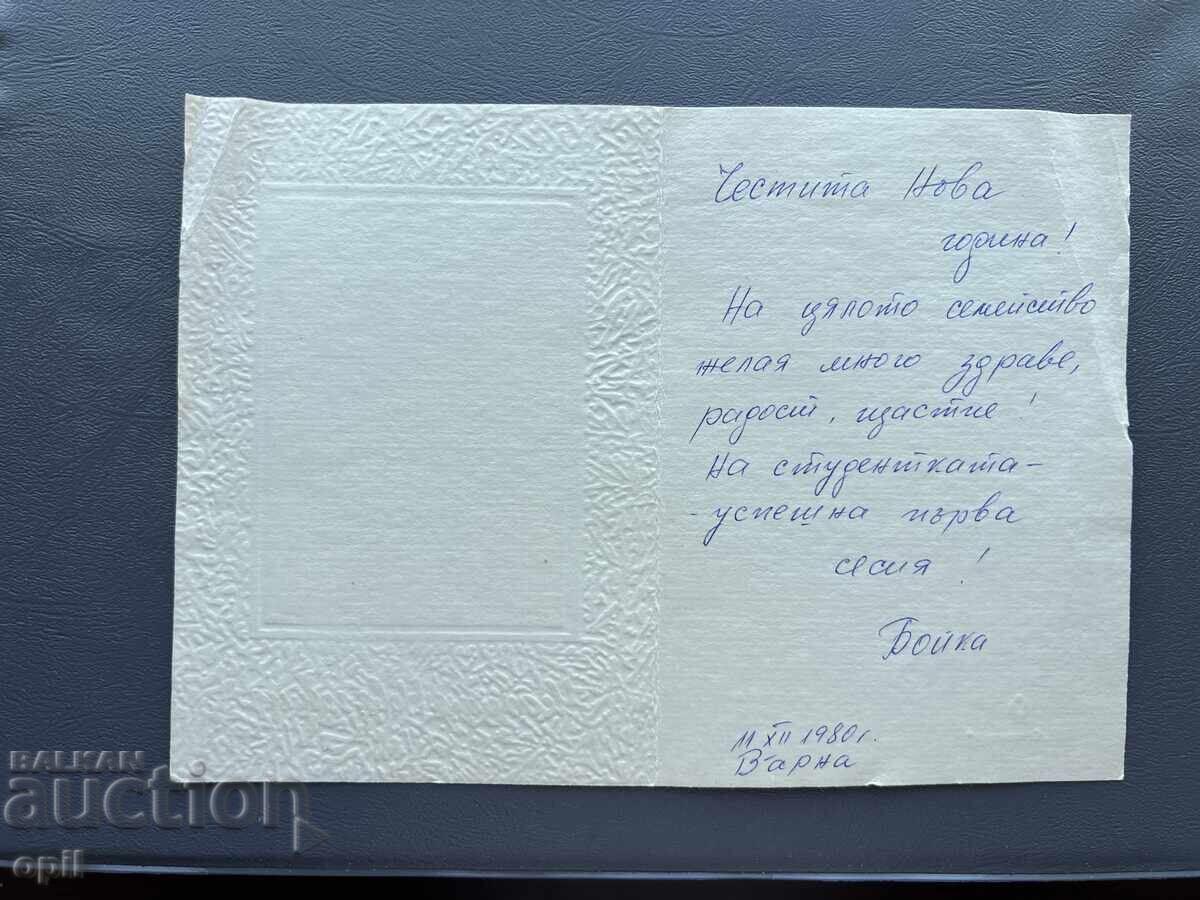 Честита Нова
година!
На цялото семейство
желая много здраве,
радост, щастие!
На студентката -
- успешна първа
сесия!
Бойка
11 XII 1980 г.
Варна
BALKAN
auction
opil